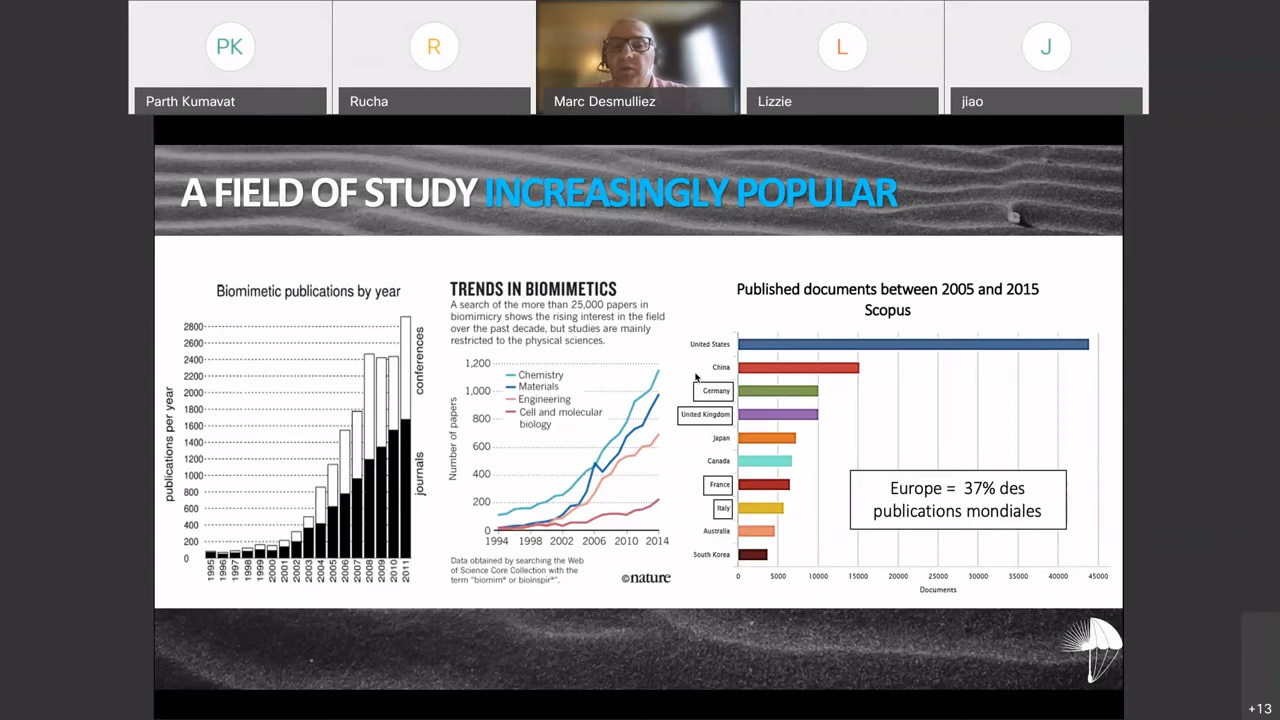 PK
R
L
J
Parth Kumavat
Rucha
Marc Desmulliez
Lizzie
jiao
A FIELD OF STUDY INCREASINGLY POPULAR
Biomimetic publications by year
publications per year
2800
2600
2400
2200
2000
1800
1600
1400
1200
1000
800
600
400
200
0
1995
1996
1997
1998
1999
2000
2001
2002
2003
2004
2005
2006
2007
2008
2009
2010
2011
conferences
journals
TRENDS IN BIOMIMETICS
A search of the more than 25,000 papers in
biomimicry shows the rising interest in the field
over the past decade, but studies are mainly
restricted to the physical sciences.
Number of papers
1,200
1,000
800
600
400
200
0
Chemistry
Materials
Engineering
Cell and molecular
biology
1994 1998 2002 2006 2010 2014
Data obtained by searching the Web
of Science Core Collection with the
term "biomim* or bioinspir*".
©nature
Published documents between 2005 and 2015
Scopus
United States
China
Germany
United Kingdom
Japan
Canada
France
Italy
Australia
South Korea
0 5000 10000 15000 20000 25000 30000 35000 40000 45000
Documents
Europe = 37% des
publications mondiales
+13